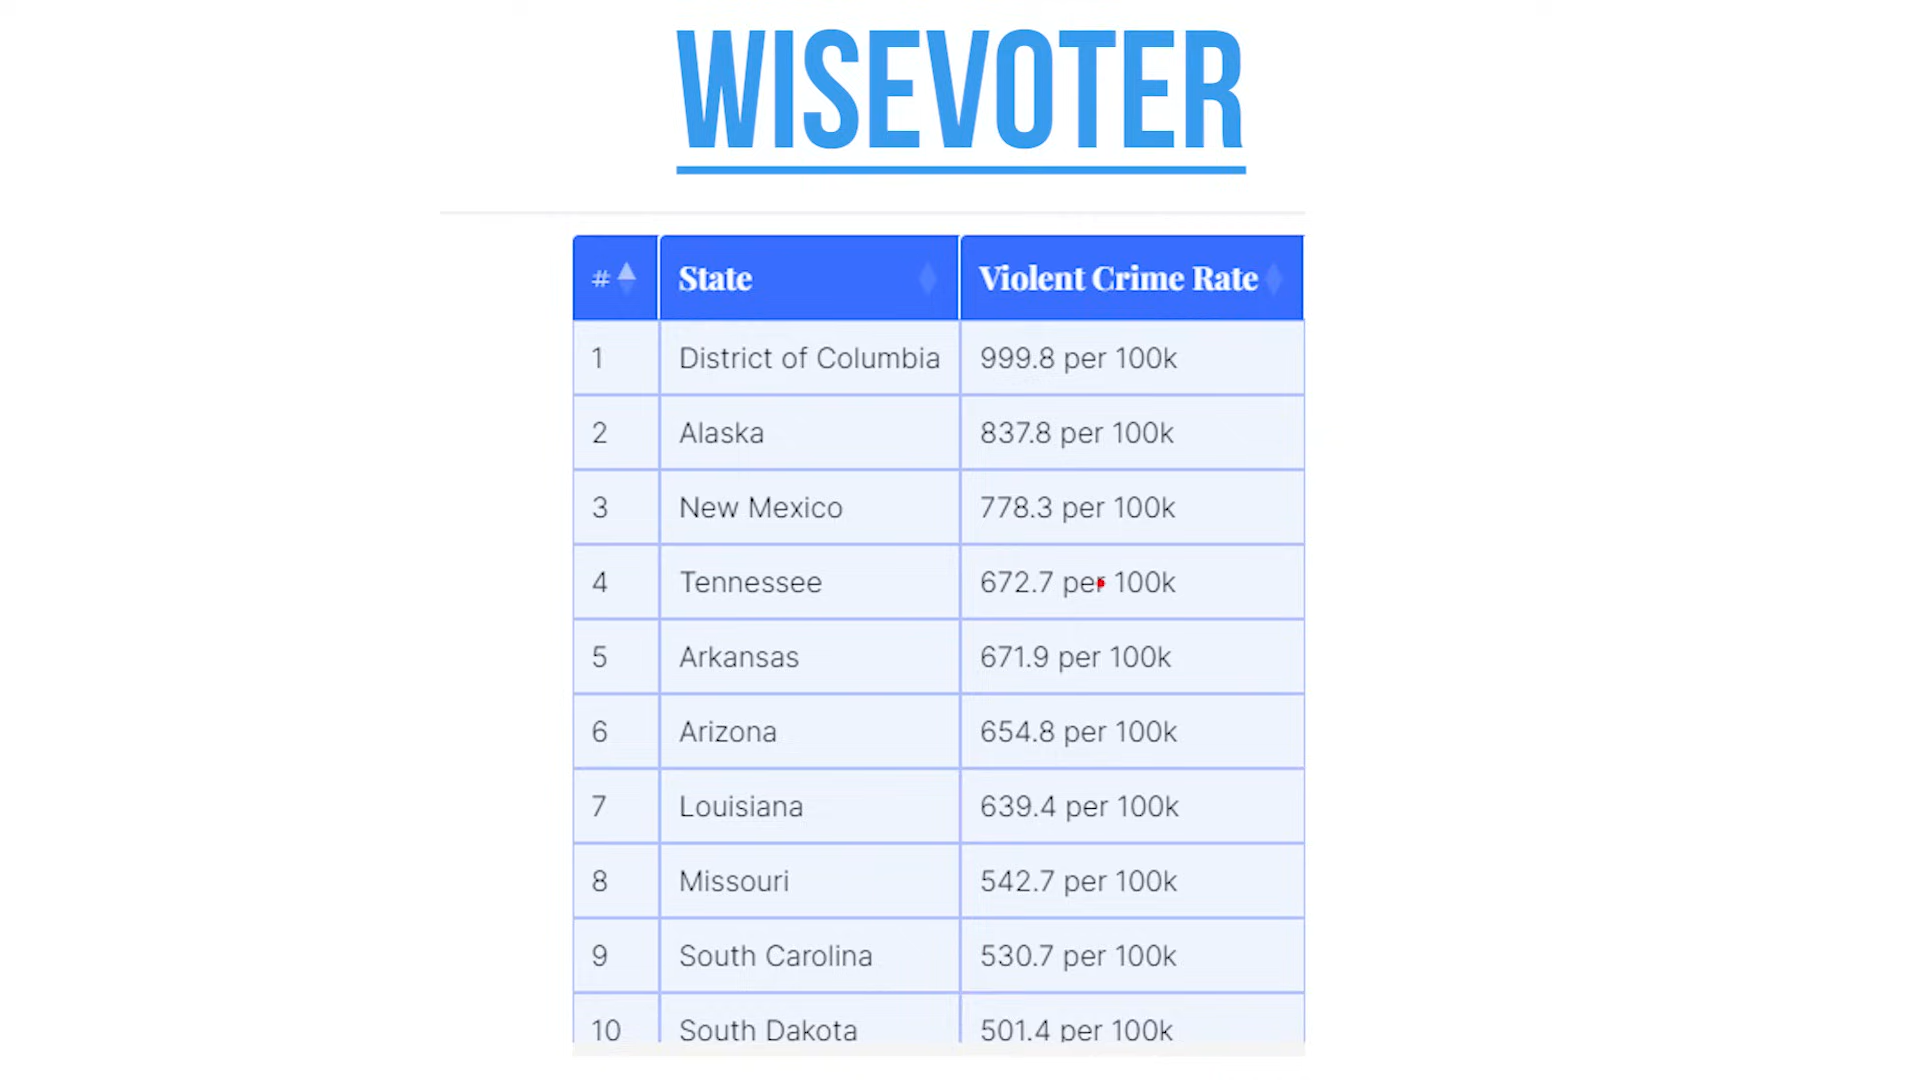 WISEVOTER
# State Violent Crime Rate
1 District of Columbia 999.8 per 100k
2 Alaska 837.8 per 100k
3 New Mexico 778.3 per 100k
4 Tennessee 672.7 per 100k
5 Arkansas 671.9 per 100k
6 Arizona 654.8 per 100k
7 Louisiana 639.4 per 100k
8 Missouri 542.7 per 100k
9 South Carolina 530.7 per 100k
10 South Dakota 501.4 per 100k